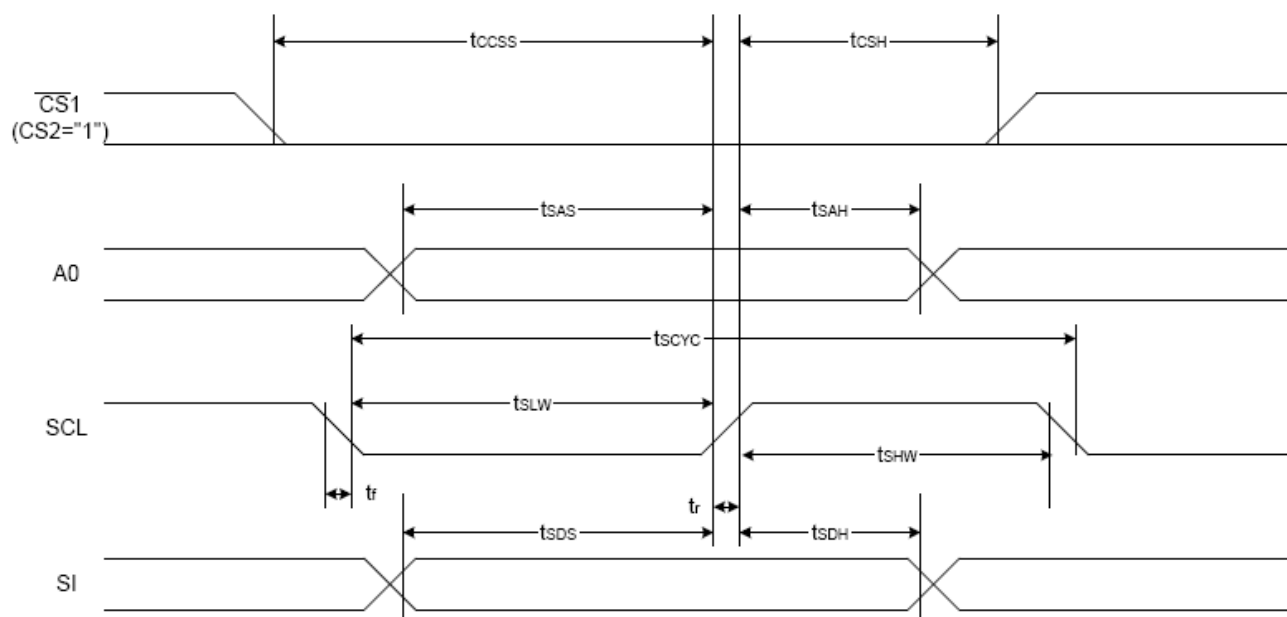 tCCSS
tCSH
CS1
(CS2="1")
tSAS
tSAH
A0
tSCYC
tSLW
SCL
tSHW
tf
tr
tSDS
tSDH
SI